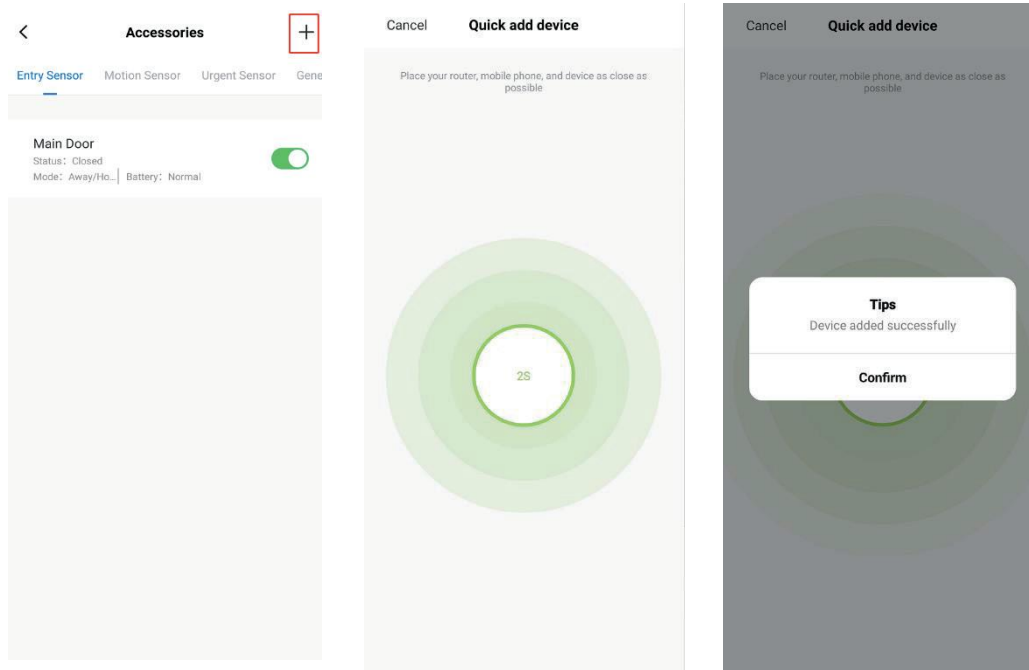 Accessories
Entry Sensor Motion Sensor Urgent Sensor Gene
Main Door
Status: Closed
Mode: Away/Ho... Battery: Normal
Cancel Quick add device
Place your router, mobile phone, and device as close as
possible
2S
Cancel Quick add device
Place your router, mobile phone, and device as close as
possible
Tips
Device added successfully
Confirm